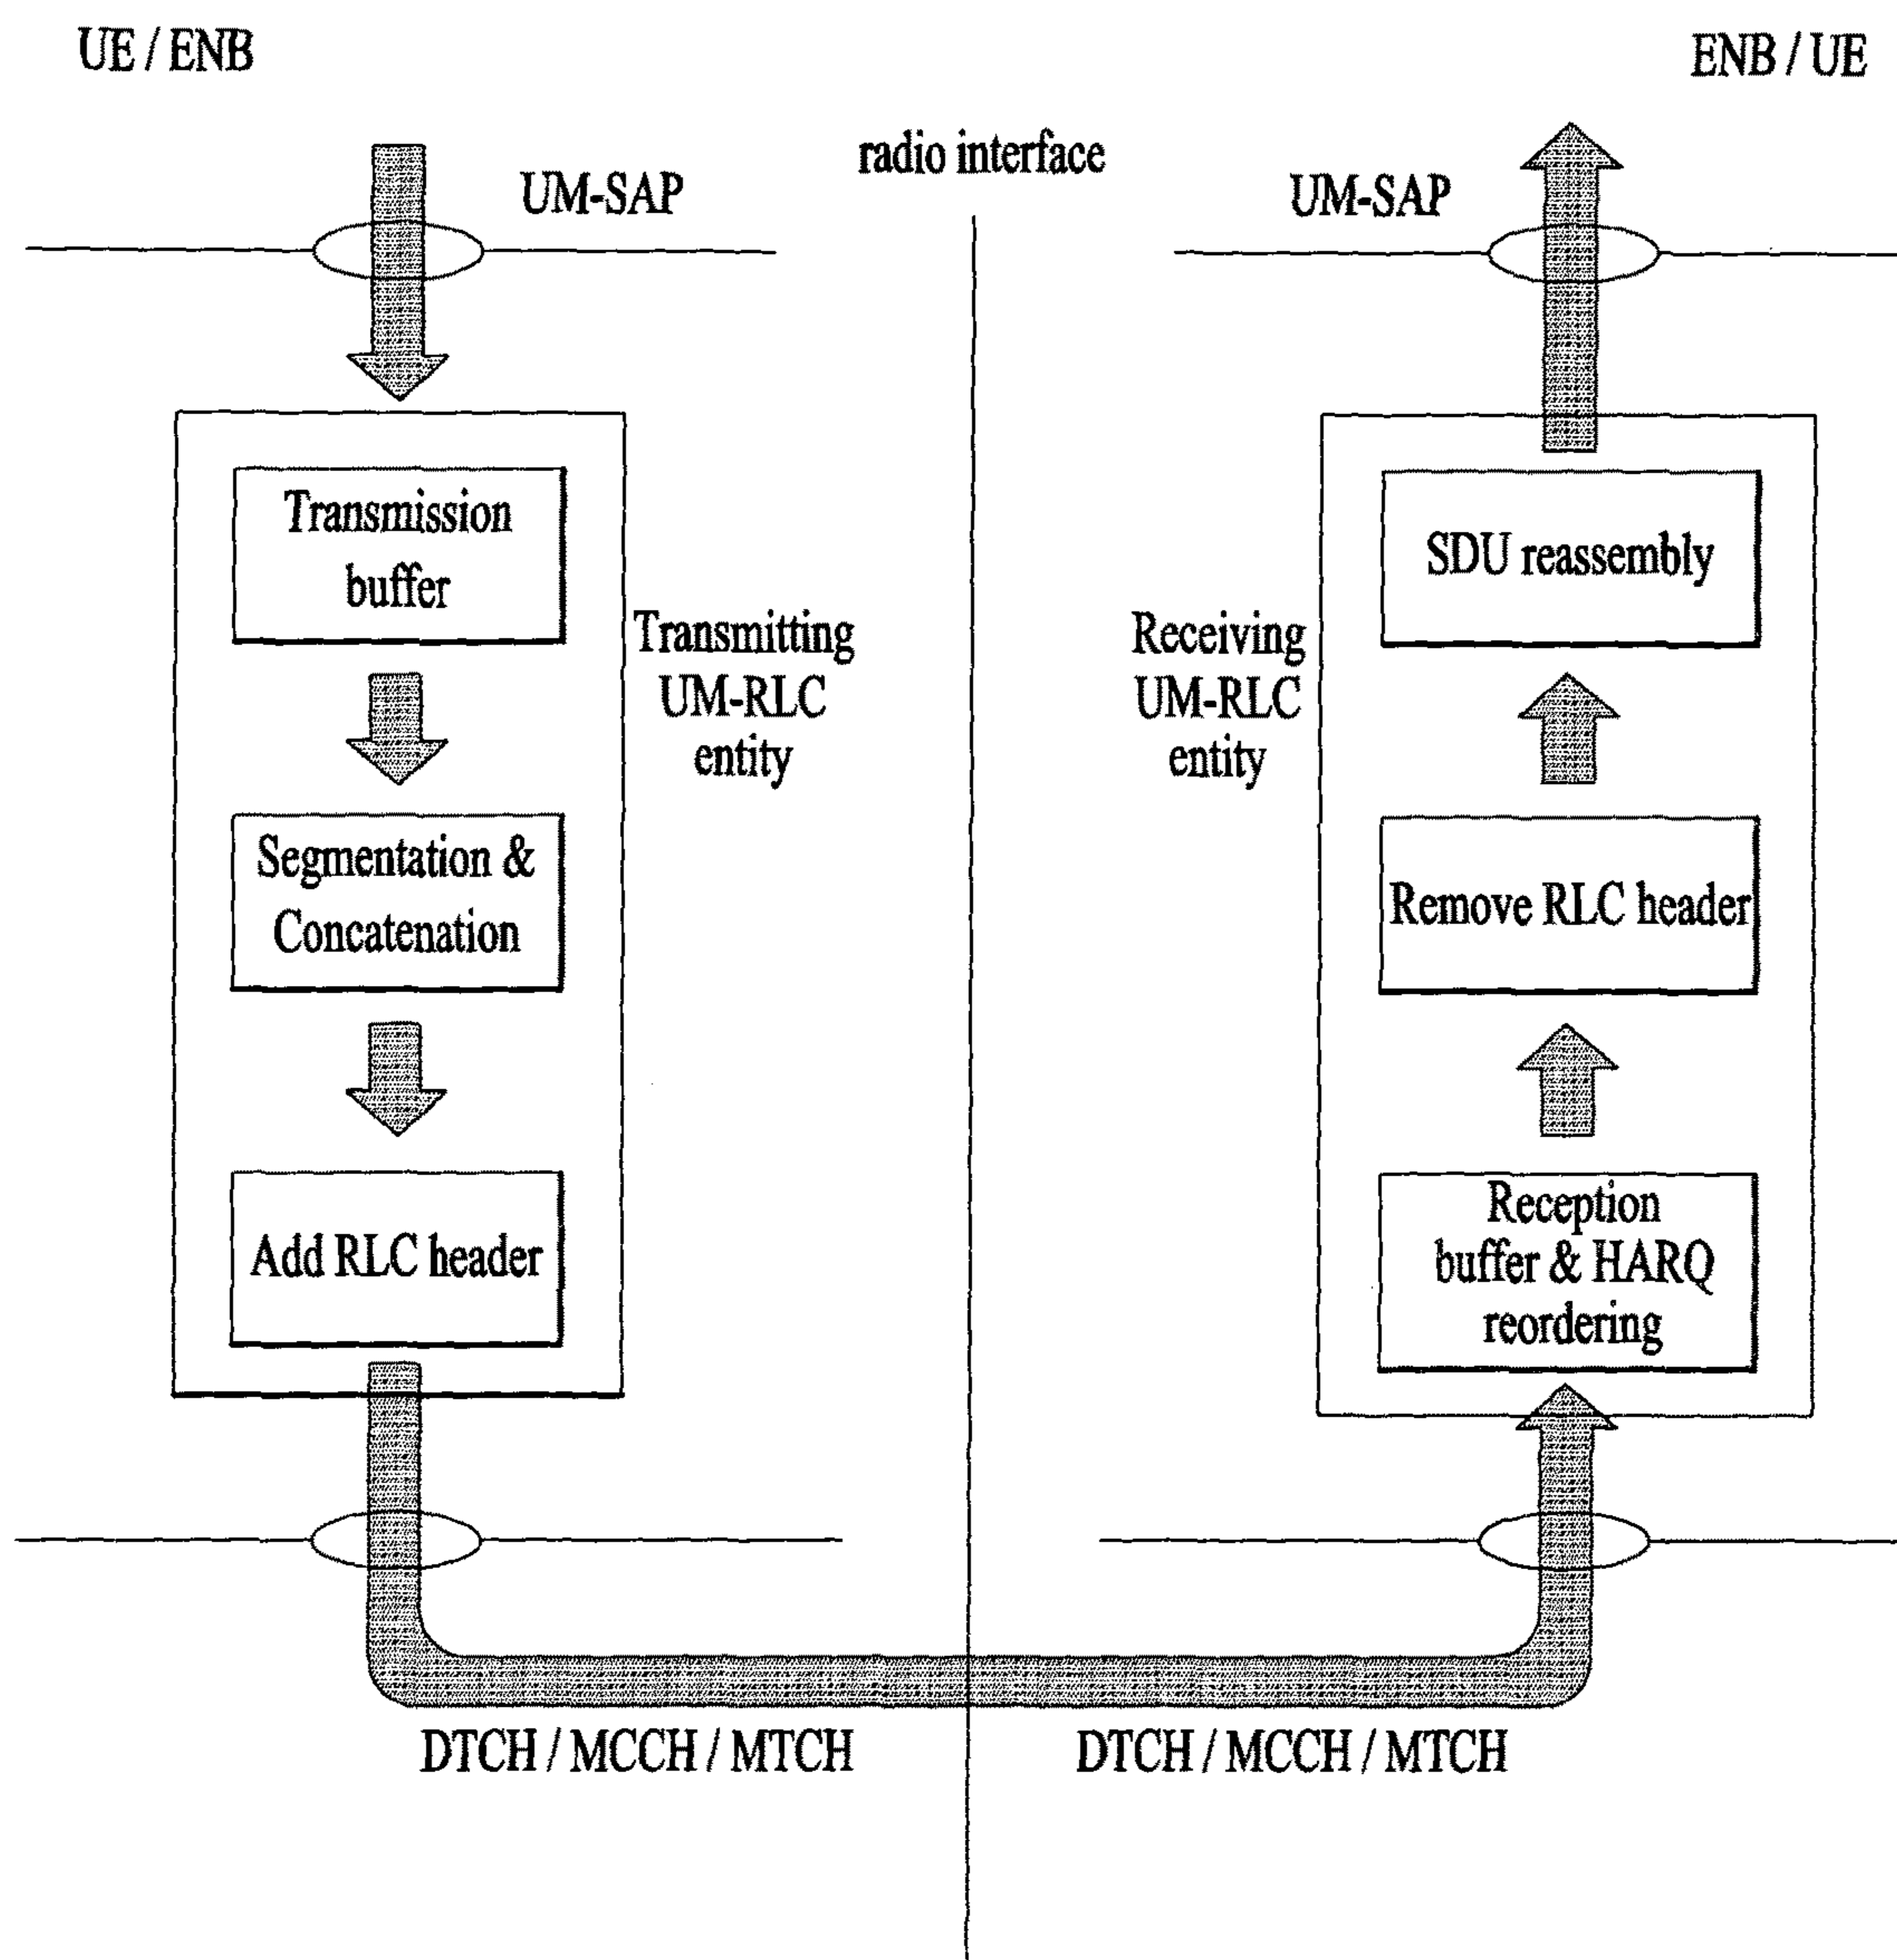 UE / ENB
ENB / UE
radio interface
UM-SAP
UM-SAP
Transmission
buffer
Transmitting
UM-RLC
entity
Segmentation &
Concatenation
Add RLC header
Receiving
UM-RLC
entity
SDU reassembly
Remove RLC header
Reception
buffer & HARQ
reordering
DTCH / MCCH / MTCH
DTCH / MCCH / MTCH